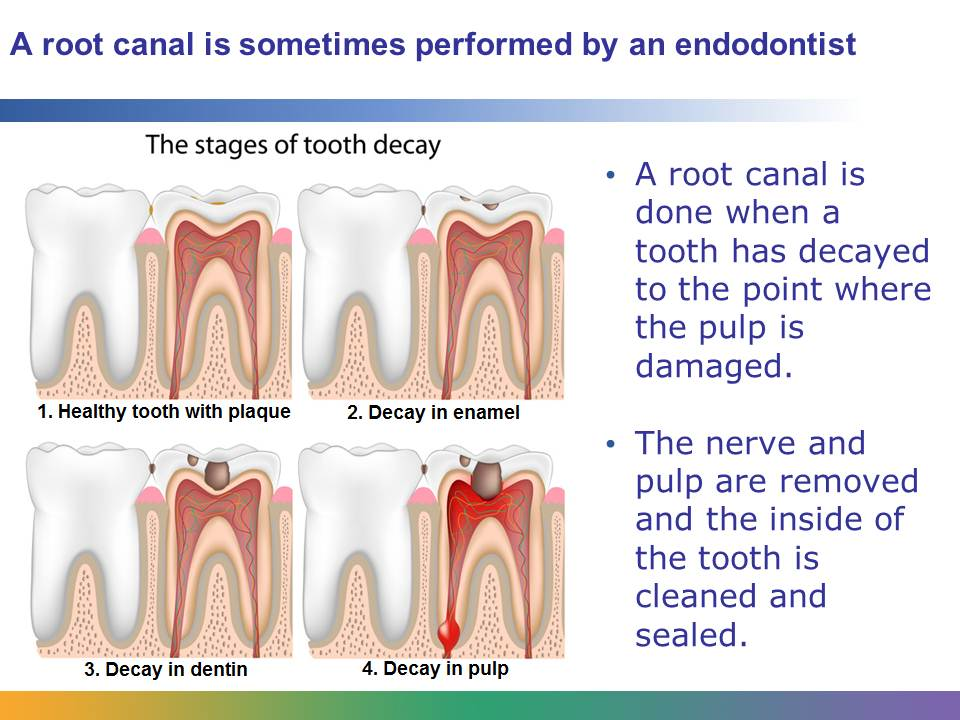 A root canal is sometimes performed by an endodontist
The stages of tooth decay
1. Healthy tooth with plaque
2. Decay in enamel
3. Decay in dentin
4. Decay in pulp
• A root canal is
done when a
tooth has decayed
to the point where
the pulp is
damaged.
• The nerve and
pulp are removed
and the inside of
the tooth is
cleaned and
sealed.